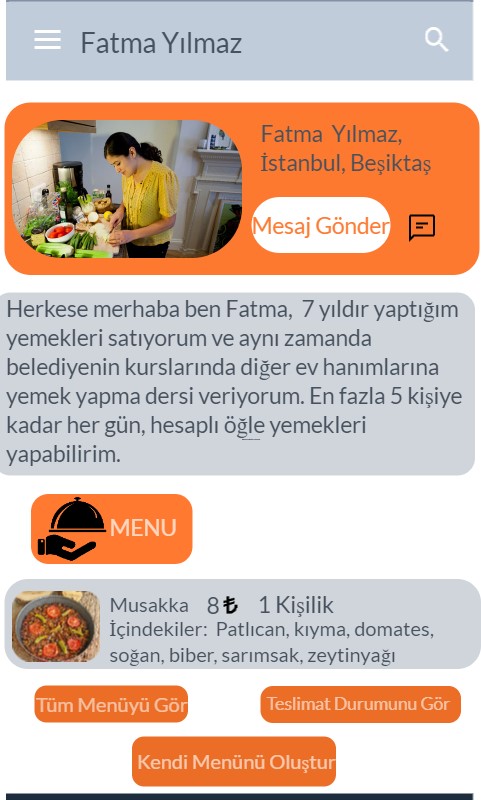 Fatma Yılmaz
Fatma Yılmaz,
İstanbul, Beşiktaş
Mesaj Gönder
Herkese merhaba ben Fatma, 7 yıldır yaptığım
yemekleri satıyorum ve aynı zamanda
belediyenin kurslarında diğer ev hanımlarına
yemek yapma dersi veriyorum. En fazla 5 kişiye
kadar her gün, hesaplı öğle yemekleri
yapabilirim.
MENU
Musakka 8₺ 1 Kişilik
İçindekiler: Patlıcan, kıyma, domates,
soğan, biber, sarımsak, zeytinyağı
Tüm Menüyü Gör
Teslimat Durumunu Gör
Kendi Menünü Oluştur